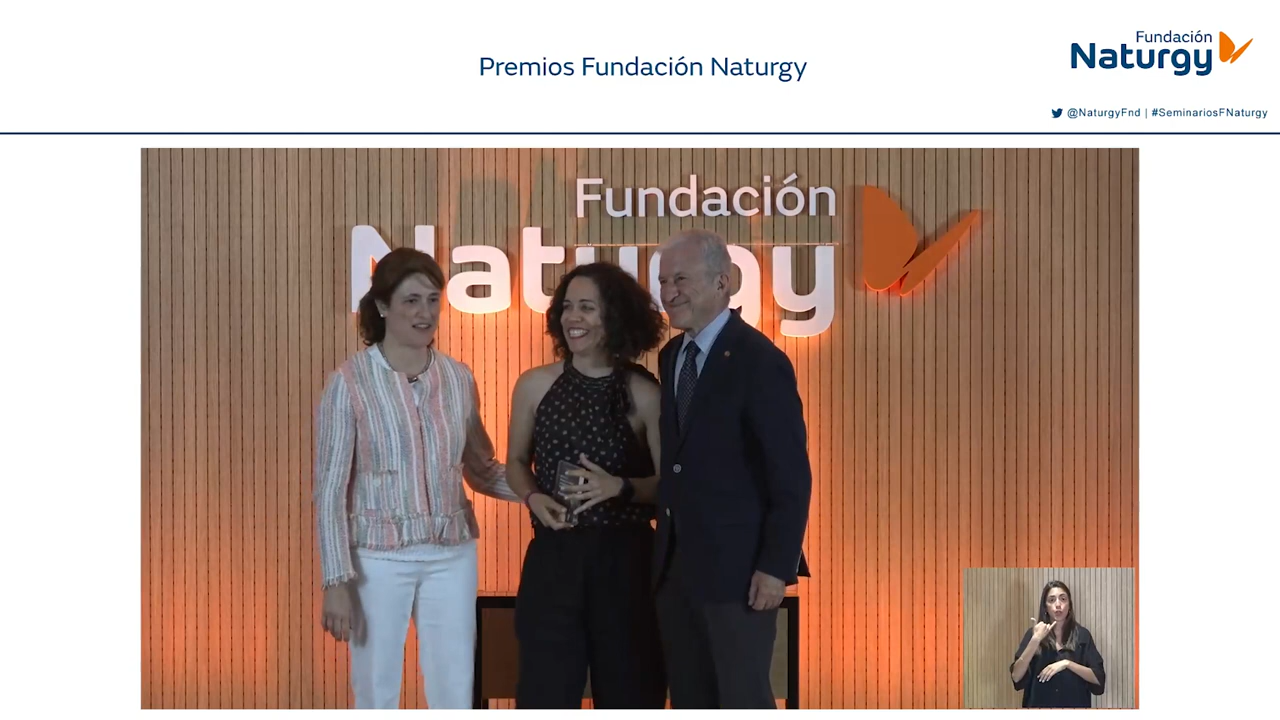 Premios Fundación Naturgy
Fundación
Naturgy
@NaturgyFnd | #SeminariosFNaturgy
Fundación
Naturgy